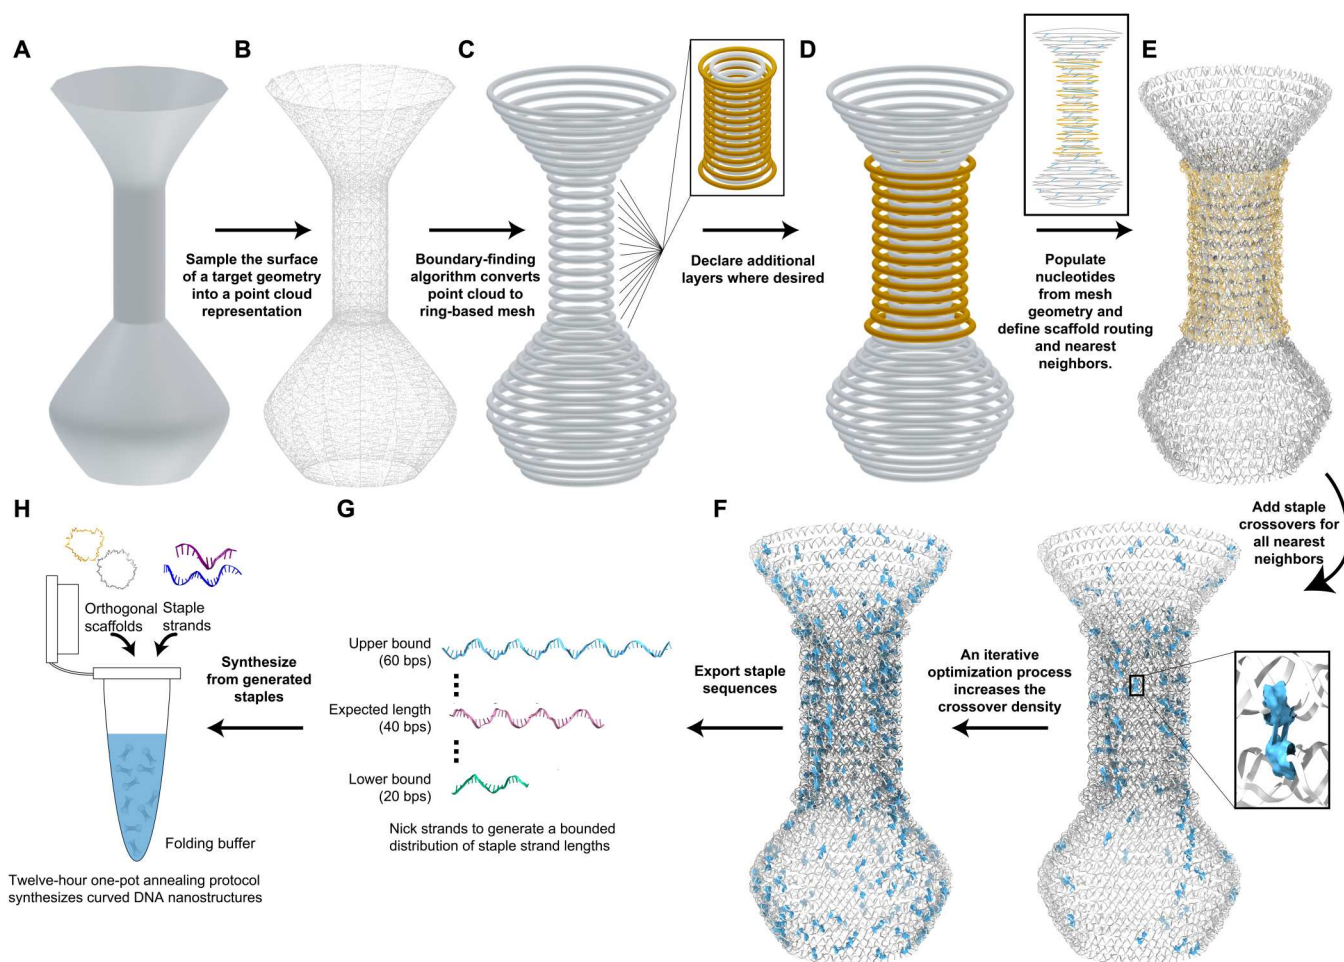 A
B
C
D
E
Sample the surface
of a target geometry
into a point cloud
representation
Boundary-finding
algorithm converts
point cloud to
ring-based mesh
Declare additional
layers where desired
Populate
nucleotides
from mesh
geometry and
define scaffold routing
and nearest
neighbors.
H
G
F
Add staple
crossovers for
all nearest
neighbors
Orthogonal
scaffolds
Staple
strands
Synthesize
from generated
staples
Upper bound
(60 bps)
Expected length
(40 bps)
Lower bound
(20 bps)
Nick strands to generate a bounded
distribution of staple strand lengths
Export staple
sequences
An iterative
optimization process
increases the
crossover density
Folding buffer
Twelve-hour one-pot annealing protocol
synthesizes curved DNA nanostructures